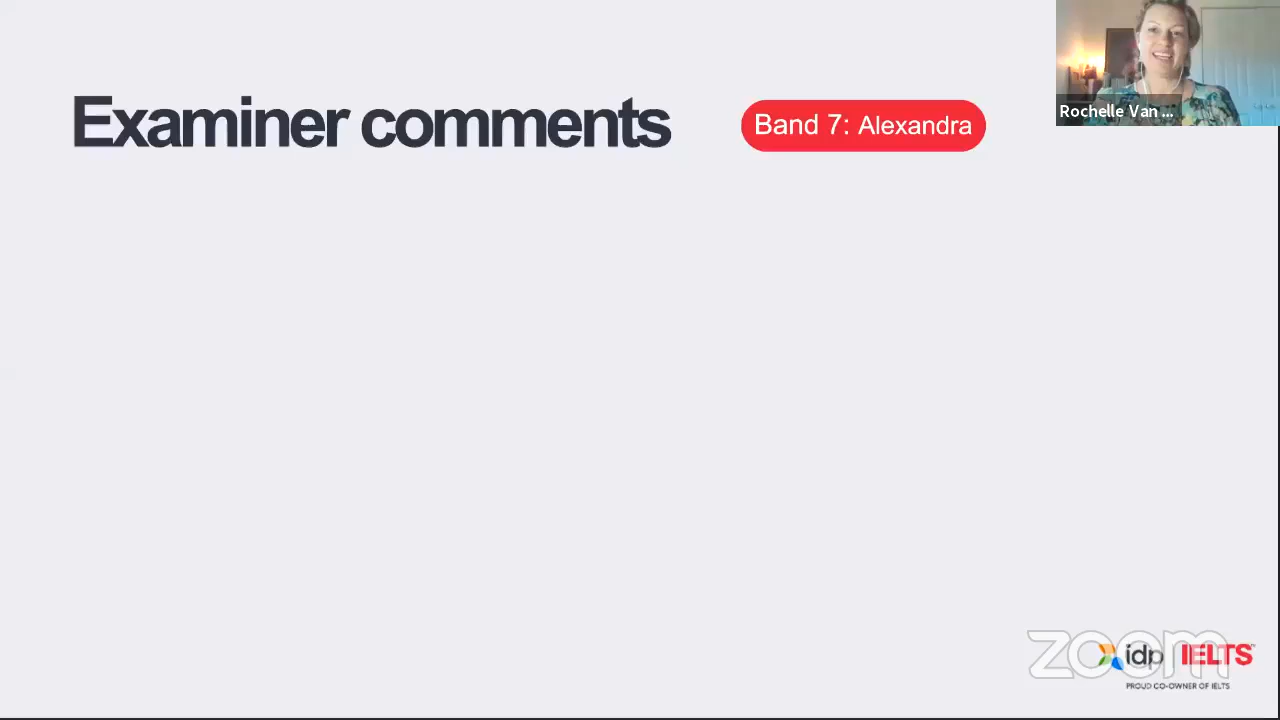 Examiner comments
Band 7: Alexandra
Rochelle Van ...
zoom
idp IELTS
PROUD CO-OWNER OF IELTS